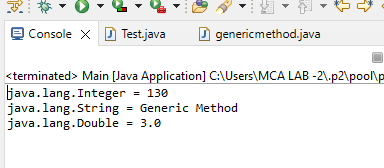 Console Test.java genericmethod.java
<terminated> Main [Java Application] C:\Users\MCA LAB -2\.p2\pool\p
java.lang.Integer = 130
java.lang.String = Generic Method
java.lang.Double = 3.0